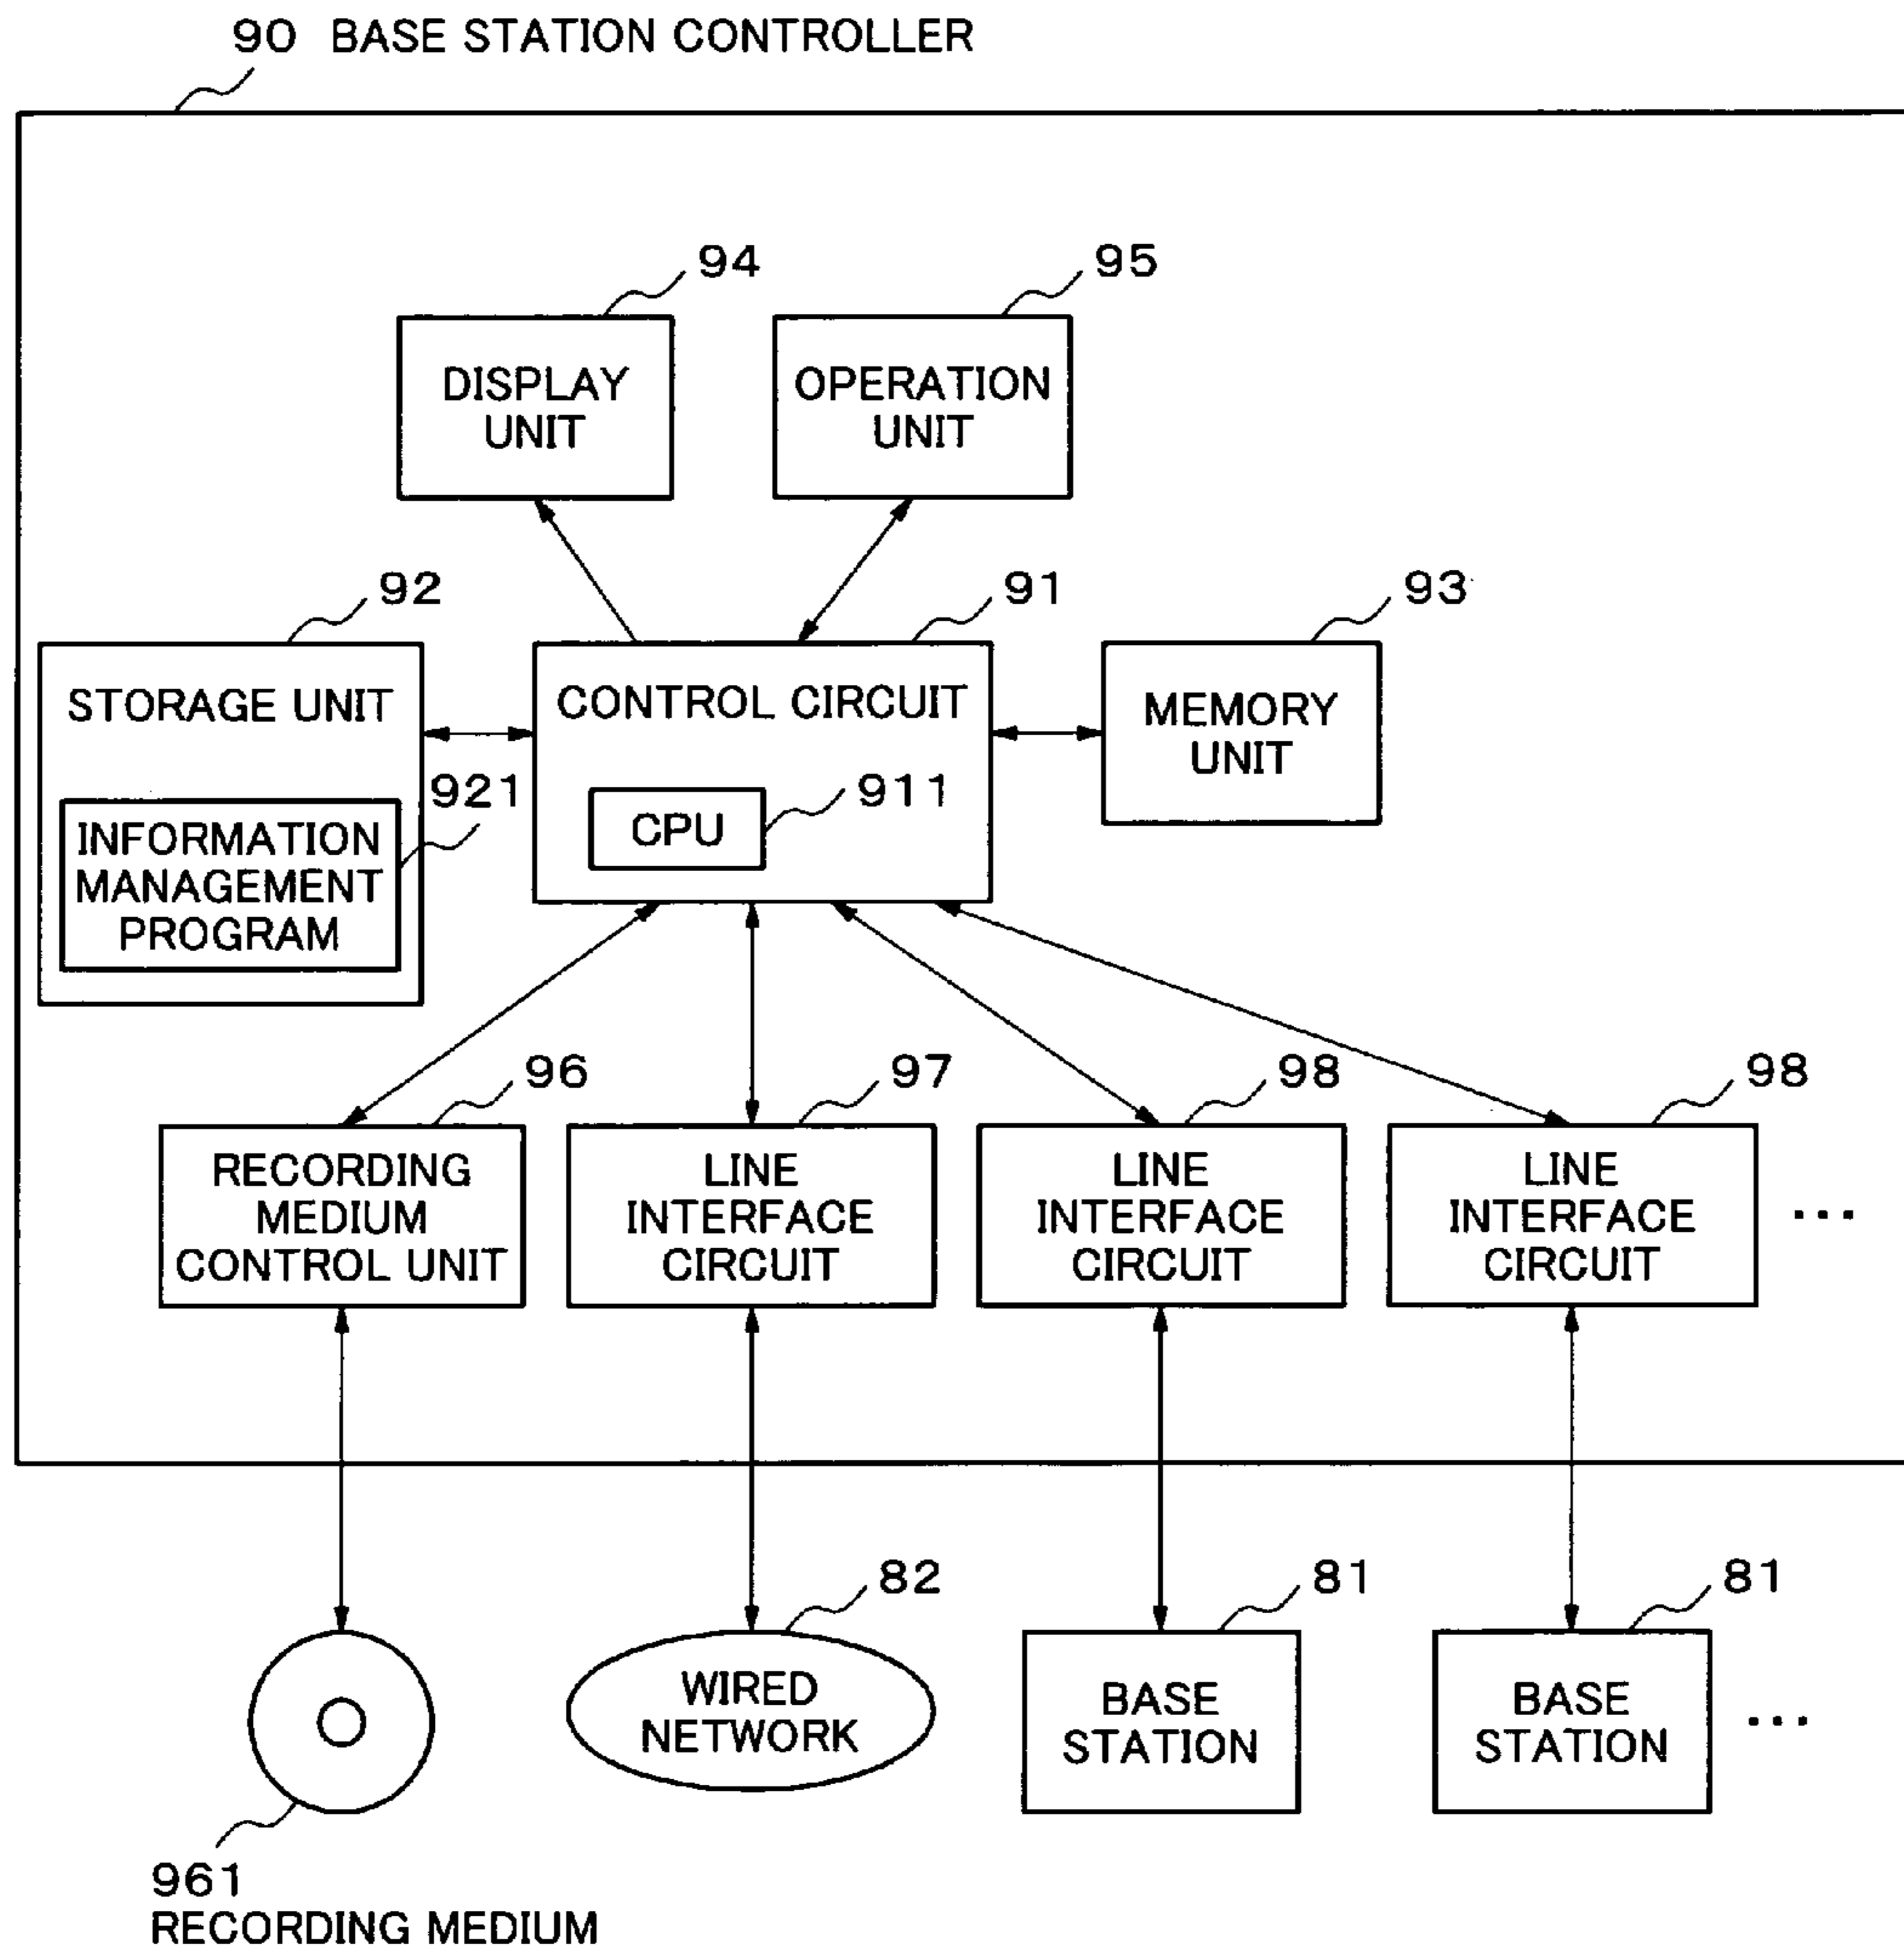 90 BASE STATION CONTROLLER
94
95
DISPLAY
UNIT
OPERATION
UNIT
92
91
93
STORAGE UNIT
CONTROL CIRCUIT
MEMORY
UNIT
921
911
INFORMATION
MANAGEMENT
PROGRAM
CPU
96
97
98
98
RECORDING
MEDIUM
CONTROL UNIT
LINE
INTERFACE
CIRCUIT
LINE
INTERFACE
CIRCUIT
LINE
INTERFACE
CIRCUIT
...
82
81
81
WIRED
NETWORK
BASE
STATION
BASE
STATION
...
961
RECORDING MEDIUM